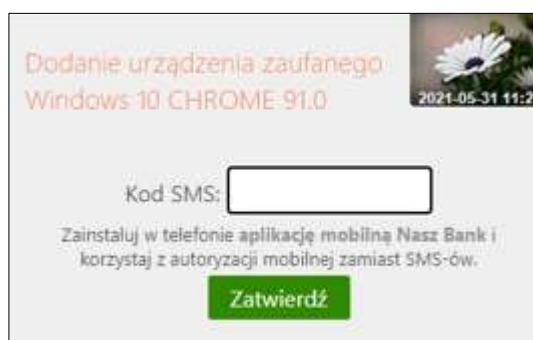 Dodanie urządzenia zaufanego
Windows 10 CHROME 91.0
2021-05-31 11:2
Kod SMS:
Zainstaluj w telefonie aplikację mobilną Nasz Bank i
korzystaj z autoryzacji mobilnej zamiast SMS-ów.
Zatwierdź